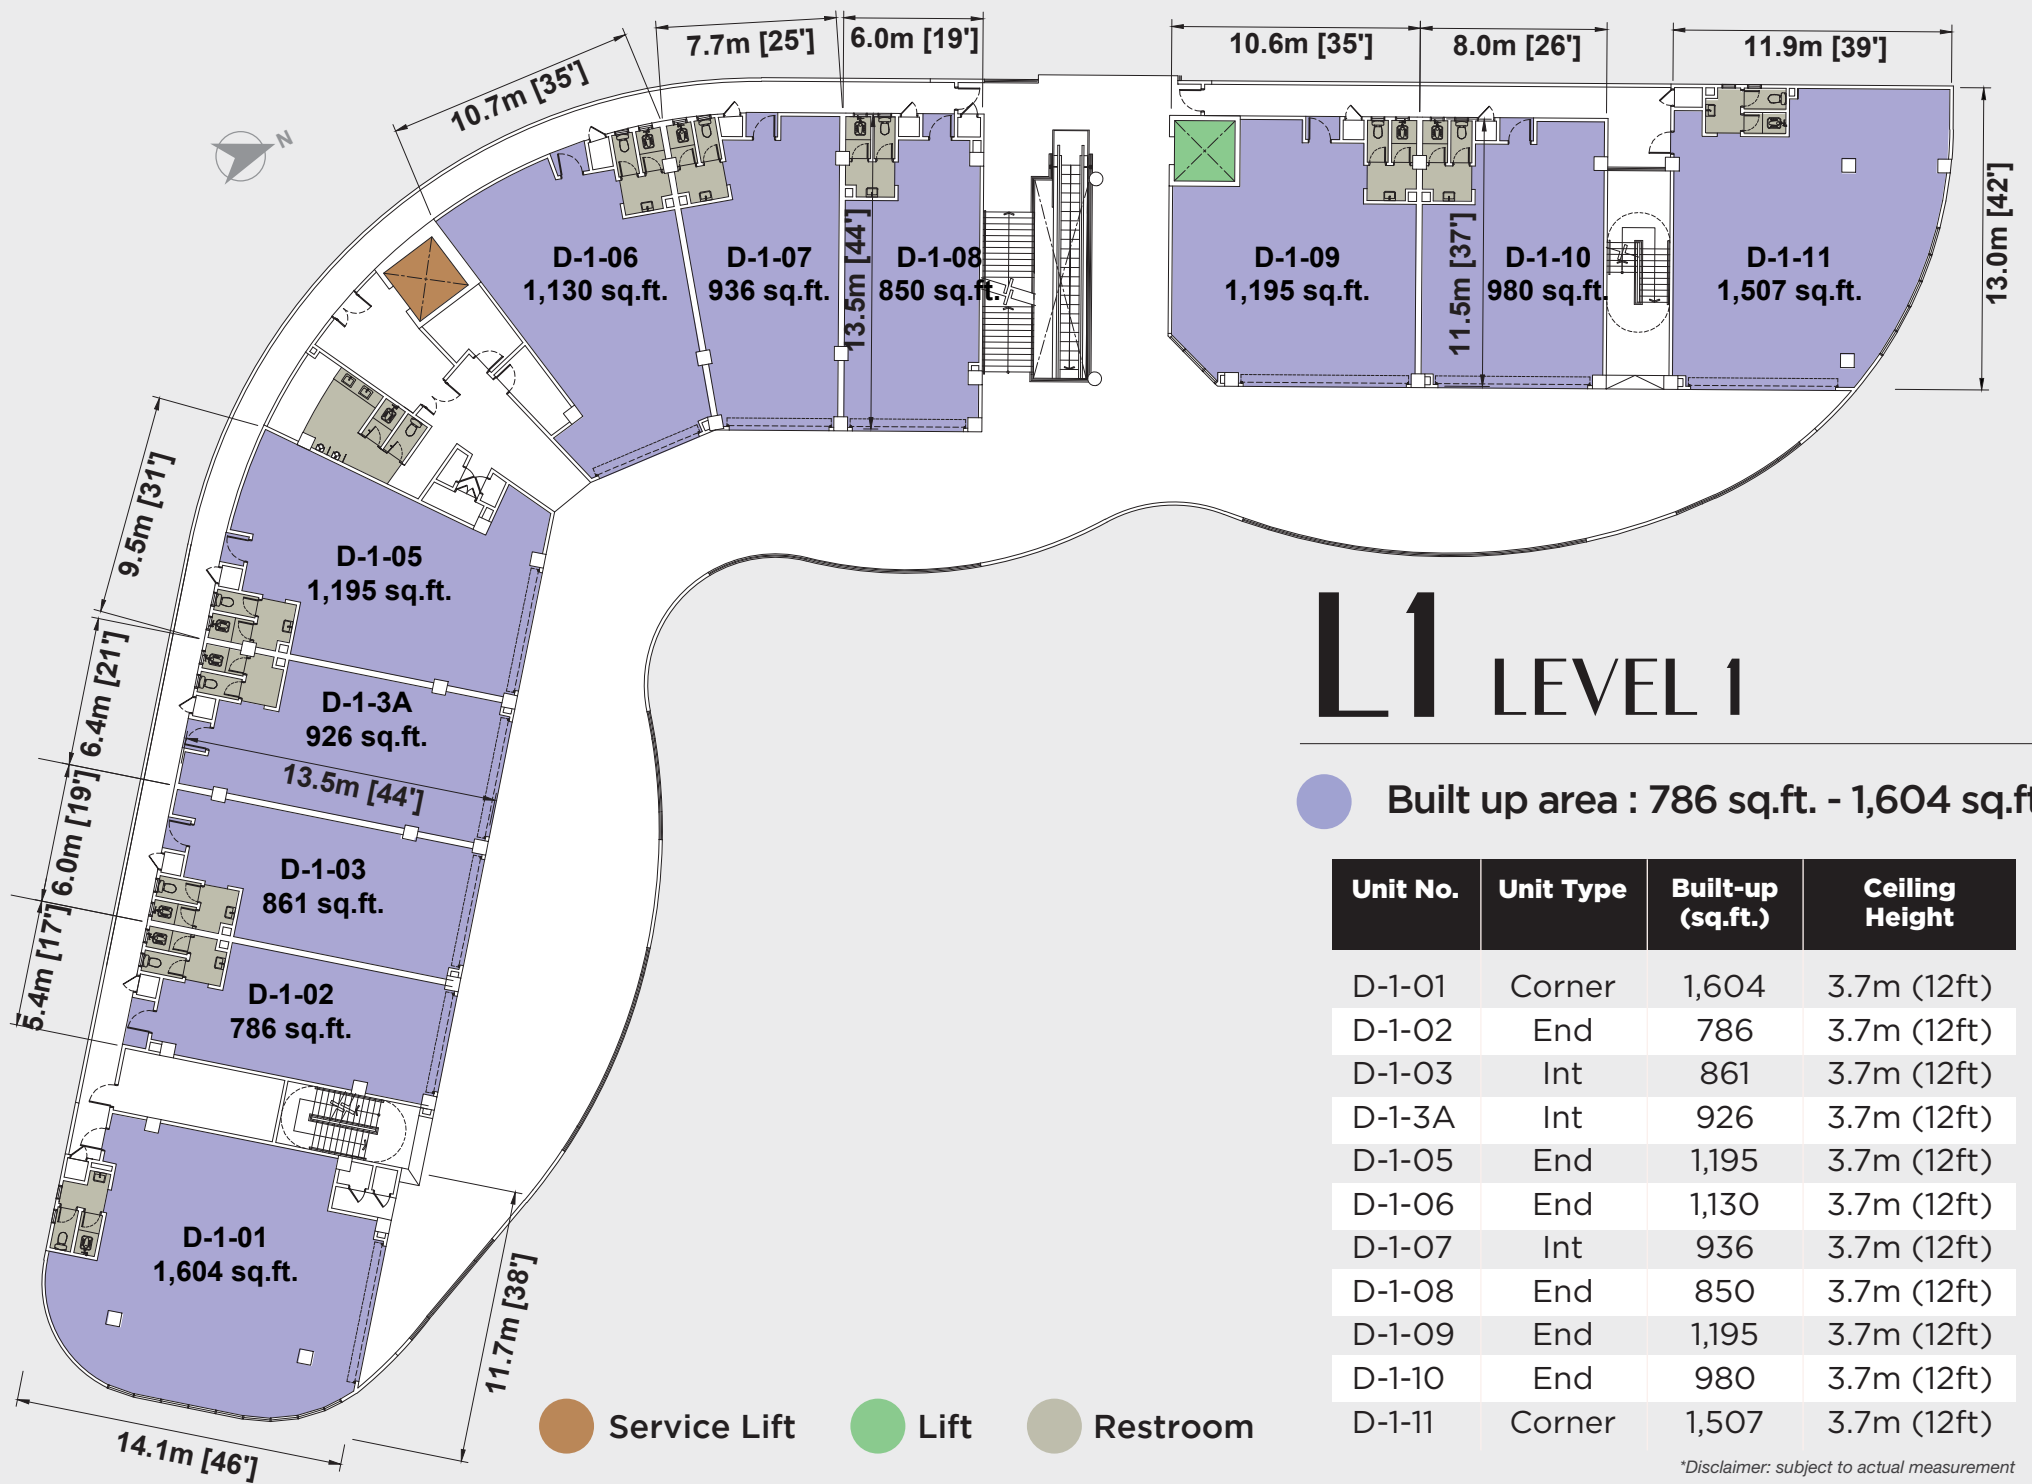 7.7m [25']
6.0m [19']
10.6m [35']
8.0m [26']
11.9m [39']
10.7m [35']
N
13.0m [42']
D-1-06
1,130 sq.ft.
D-1-07
936 sq.ft.
13.5m [44']
D-1-08
850 sq.ft.
D-1-09
1,195 sq.ft.
11.5m [37']
D-1-10
980 sq.ft.
D-1-11
1,507 sq.ft.
9.5m [31']
D-1-05
1,195 sq.ft.
6.4m [21']
D-1-3A
926 sq.ft.
13.5m [44']
6.0m [19']
D-1-03
861 sq.ft.
5.4m [17']
D-1-02
786 sq.ft.
D-1-01
1,604 sq.ft.
11.7m [38']
14.1m [46']
L1 LEVEL 1
Built up area : 786 sq.ft. - 1,604 sq.ft
Unit No. Unit Type Built-up (sq.ft.) Ceiling Height
D-1-01 Corner 1,604 3.7m (12ft)
D-1-02 End 786 3.7m (12ft)
D-1-03 Int 861 3.7m (12ft)
D-1-3A Int 926 3.7m (12ft)
D-1-05 End 1,195 3.7m (12ft)
D-1-06 End 1,130 3.7m (12ft)
D-1-07 Int 936 3.7m (12ft)
D-1-08 End 850 3.7m (12ft)
D-1-09 End 1,195 3.7m (12ft)
D-1-10 End 980 3.7m (12ft)
D-1-11 Corner 1,507 3.7m (12ft)
Service Lift
Lift
Restroom
*Disclaimer: subject to actual measurement